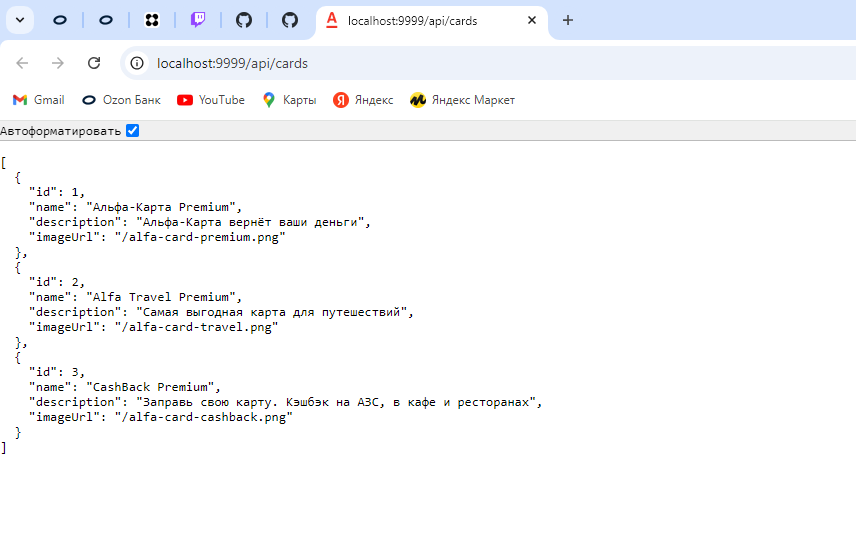 localhost:9999/api/cards
localhost:9999/api/cards
Gmail Ozon Банк YouTube Карты Яндекс Яндекс Маркет
Автоформатировать
[
{
"id": 1,
"name": "Альфа-Карта Premium",
"description": "Альфа-Карта вернёт ваши деньги",
"imageUrl": "/alfa-card-premium.png"
},
{
"id": 2,
"name": "Alfa Travel Premium",
"description": "Самая выгодная карта для путешествий",
"imageUrl": "/alfa-card-travel.png"
},
{
"id": 3,
"name": "CashBack Premium",
"description": "Заправь свою карту. Кэшбэк на АЗС, в кафе и ресторанах",
"imageUrl": "/alfa-card-cashback.png"
}
]